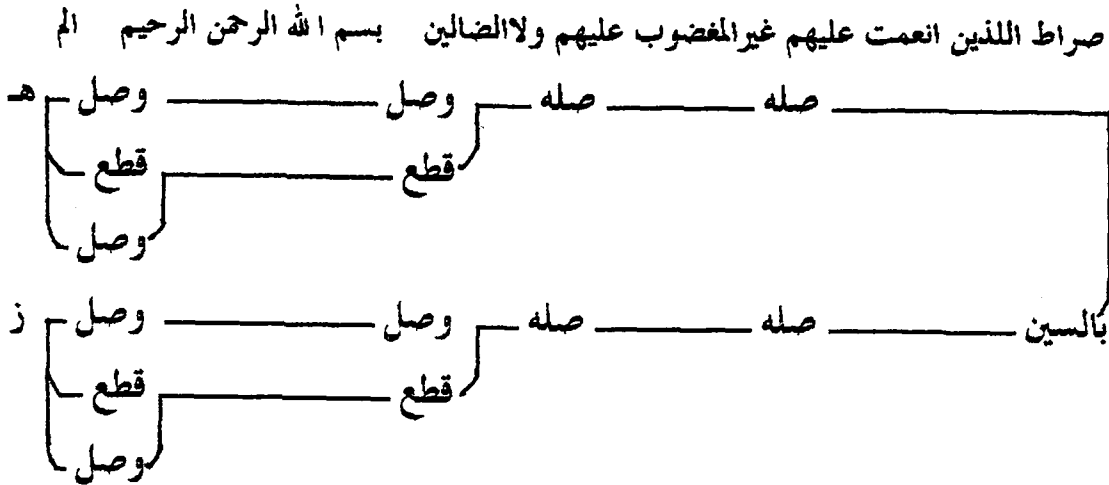 صراط اللذين انعمت عليهم غيرالمغضوب عليهم ولاالضالين بسم الله الرحمن الرحيم الم
صله صله وصل وصل هـ
قطع قطع
وصل
بالسين صله صله وصل وصل ز
قطع قطع
وصل